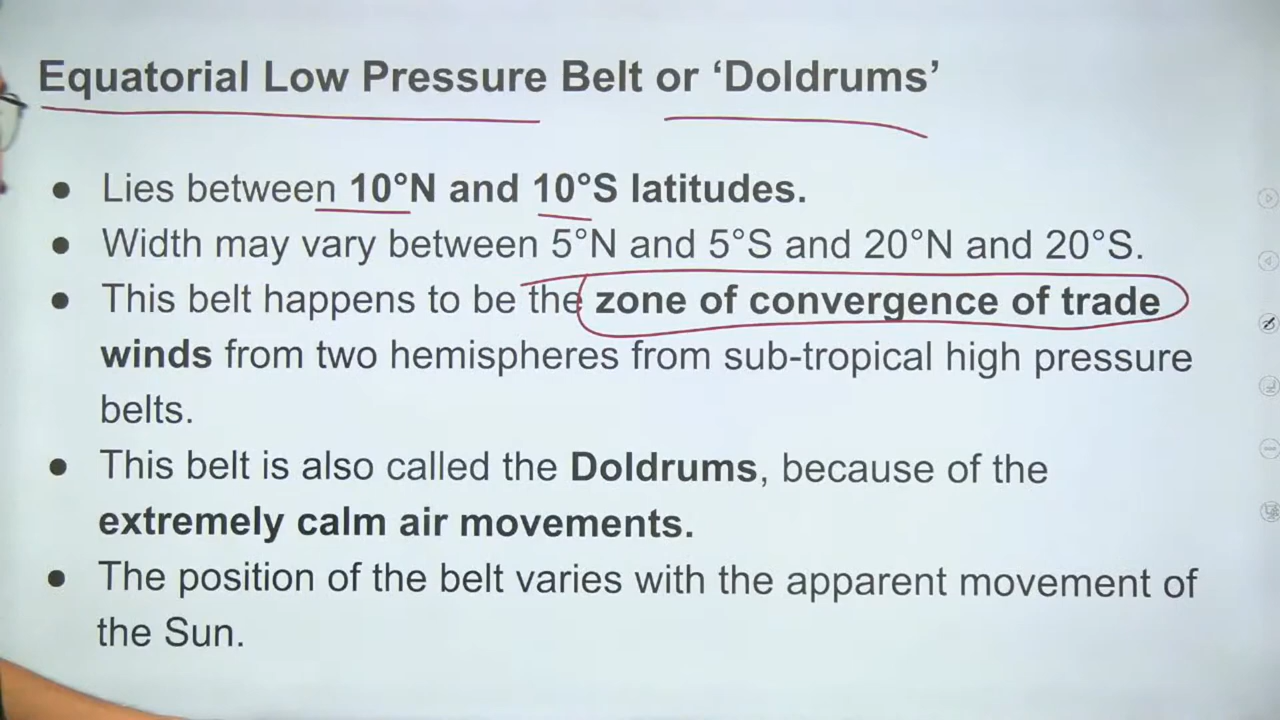 Equatorial Low Pressure Belt or ‘Doldrums’
● Lies between 10°N and 10°S latitudes.
● Width may vary between 5°N and 5°S and 20°N and 20°S.
● This belt happens to be the zone of convergence of trade
winds from two hemispheres from sub-tropical high pressure
belts.
● This belt is also called the Doldrums, because of the
extremely calm air movements.
● The position of the belt varies with the apparent movement of
the Sun.